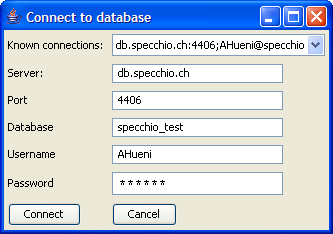 Connect to database
Known connections: db.specchio.ch:4406;AHueni@specchio
Server: db.specchio.ch
Port 4406
Database specchio_test
Username AHueni
Password ******
Connect Cancel